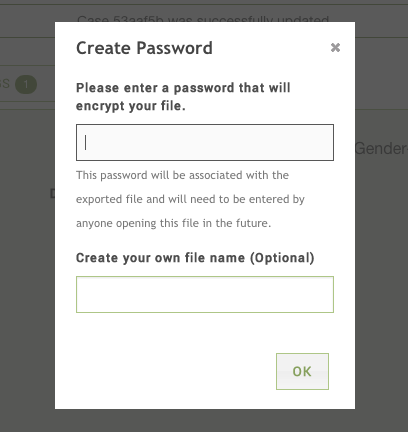 Case 53aaf5b was successfully updated
Create Password
Please enter a password that will
encrypt your file.
This password will be associated with the
exported file and will need to be entered by
anyone opening this file in the future.
Create your own file name (Optional)
OK
1
Gender